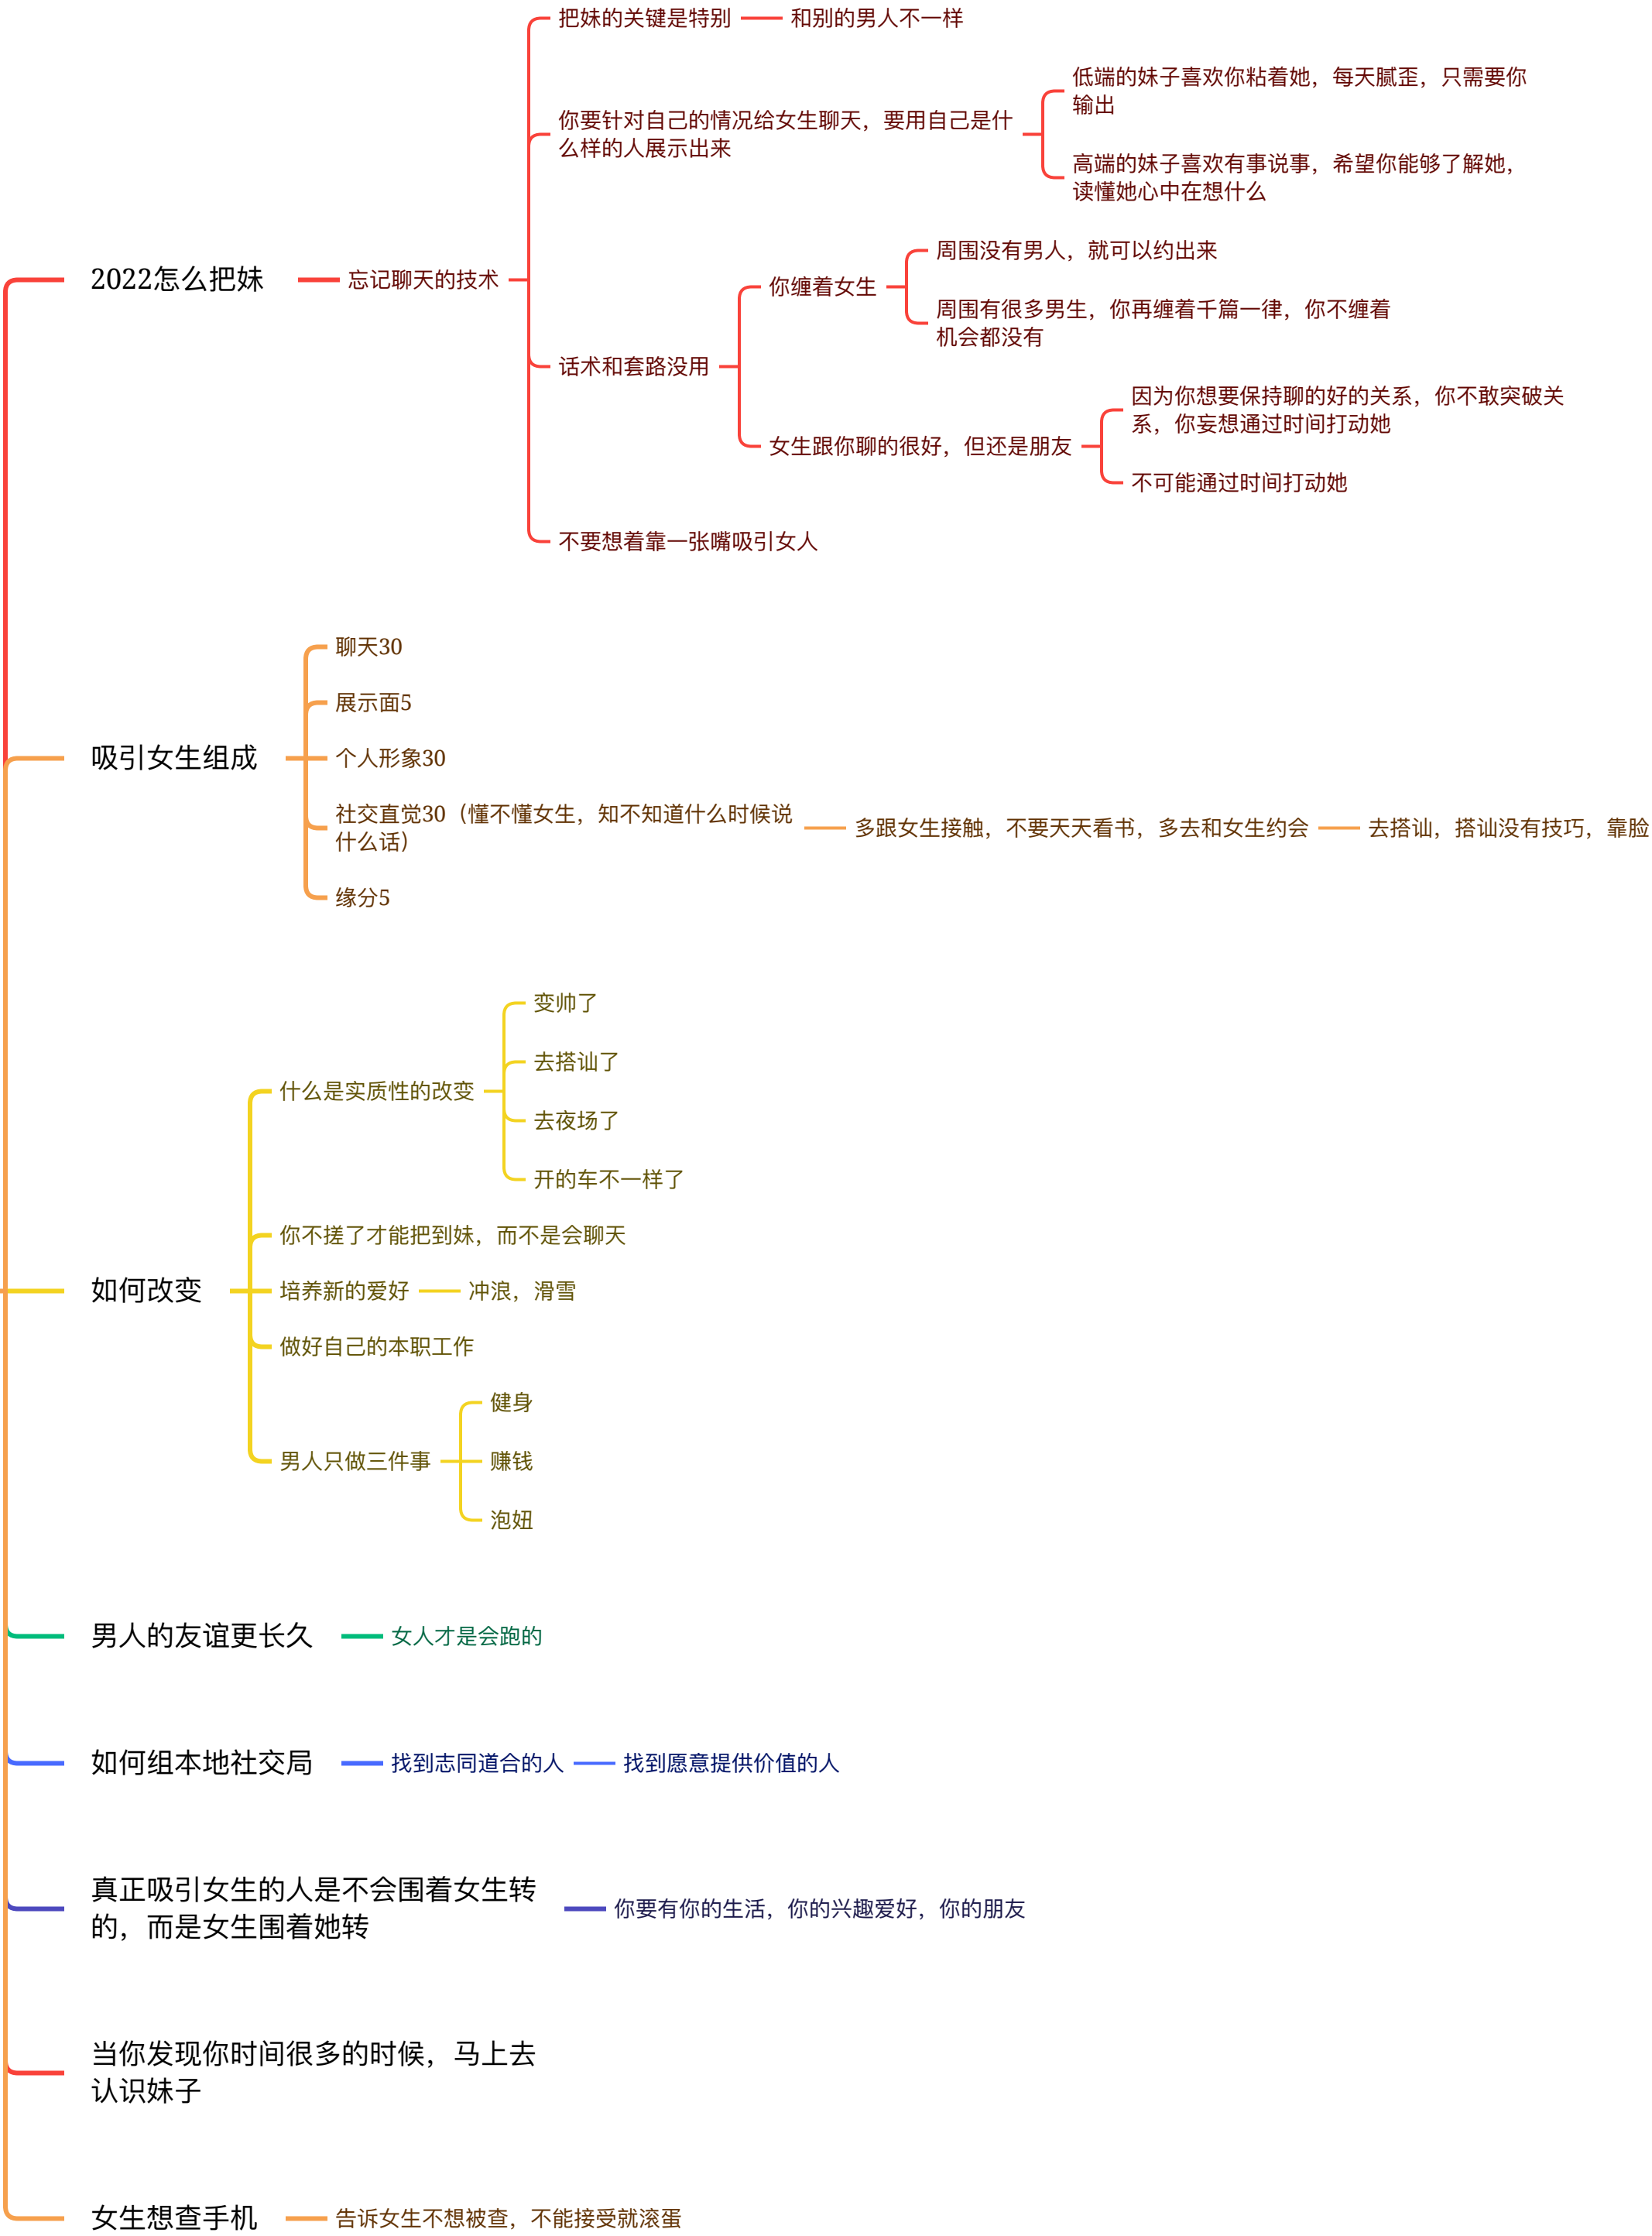 把妹的关键是特别
和别的男人不一样
你要针对自己的情况给女生聊天，要用自己是什
么样的人展示出来
低端的妹子喜欢你粘着她，每天腻歪，只需要你
输出
高端的妹子喜欢有事说事，希望你能够了解她，
读懂她心中在想什么
2022怎么把妹
忘记聊天的技术
话术和套路没用
你缠着女生
周围没有男人，就可以约出来
周围有很多男生，你再缠着千篇一律，你不缠着
机会都没有
女生跟你聊的很好，但还是朋友
因为你想要保持聊的好的关系，你不敢突破关
系，你妄想通过时间打动她
不可能通过时间打动她
不要想着靠一张嘴吸引女人
吸引女生组成
聊天30
展示面5
个人形象30
社交直觉30（懂不懂女生，知不知道什么时候说
什么话）
多跟女生接触，不要天天看书，多去和女生约会
去搭讪，搭讪没有技巧，靠脸
缘分5
如何改变
什么是实质性的改变
变帅了
去搭讪了
去夜场了
开的车不一样了
你不搓了才能把到妹，而不是会聊天
培养新的爱好
冲浪，滑雪
做好自己的本职工作
男人只做三件事
健身
赚钱
泡妞
男人的友谊更长久
女人才是会跑的
如何组本地社交局
找到志同道合的人
找到愿意提供价值的人
真正吸引女生的人是不会围着女生转
的，而是女生围着她转
你要有你的生活，你的兴趣爱好，你的朋友
当你发现你时间很多的时候，马上去
认识妹子
女生想查手机
告诉女生不想被查，不能接受就滚蛋